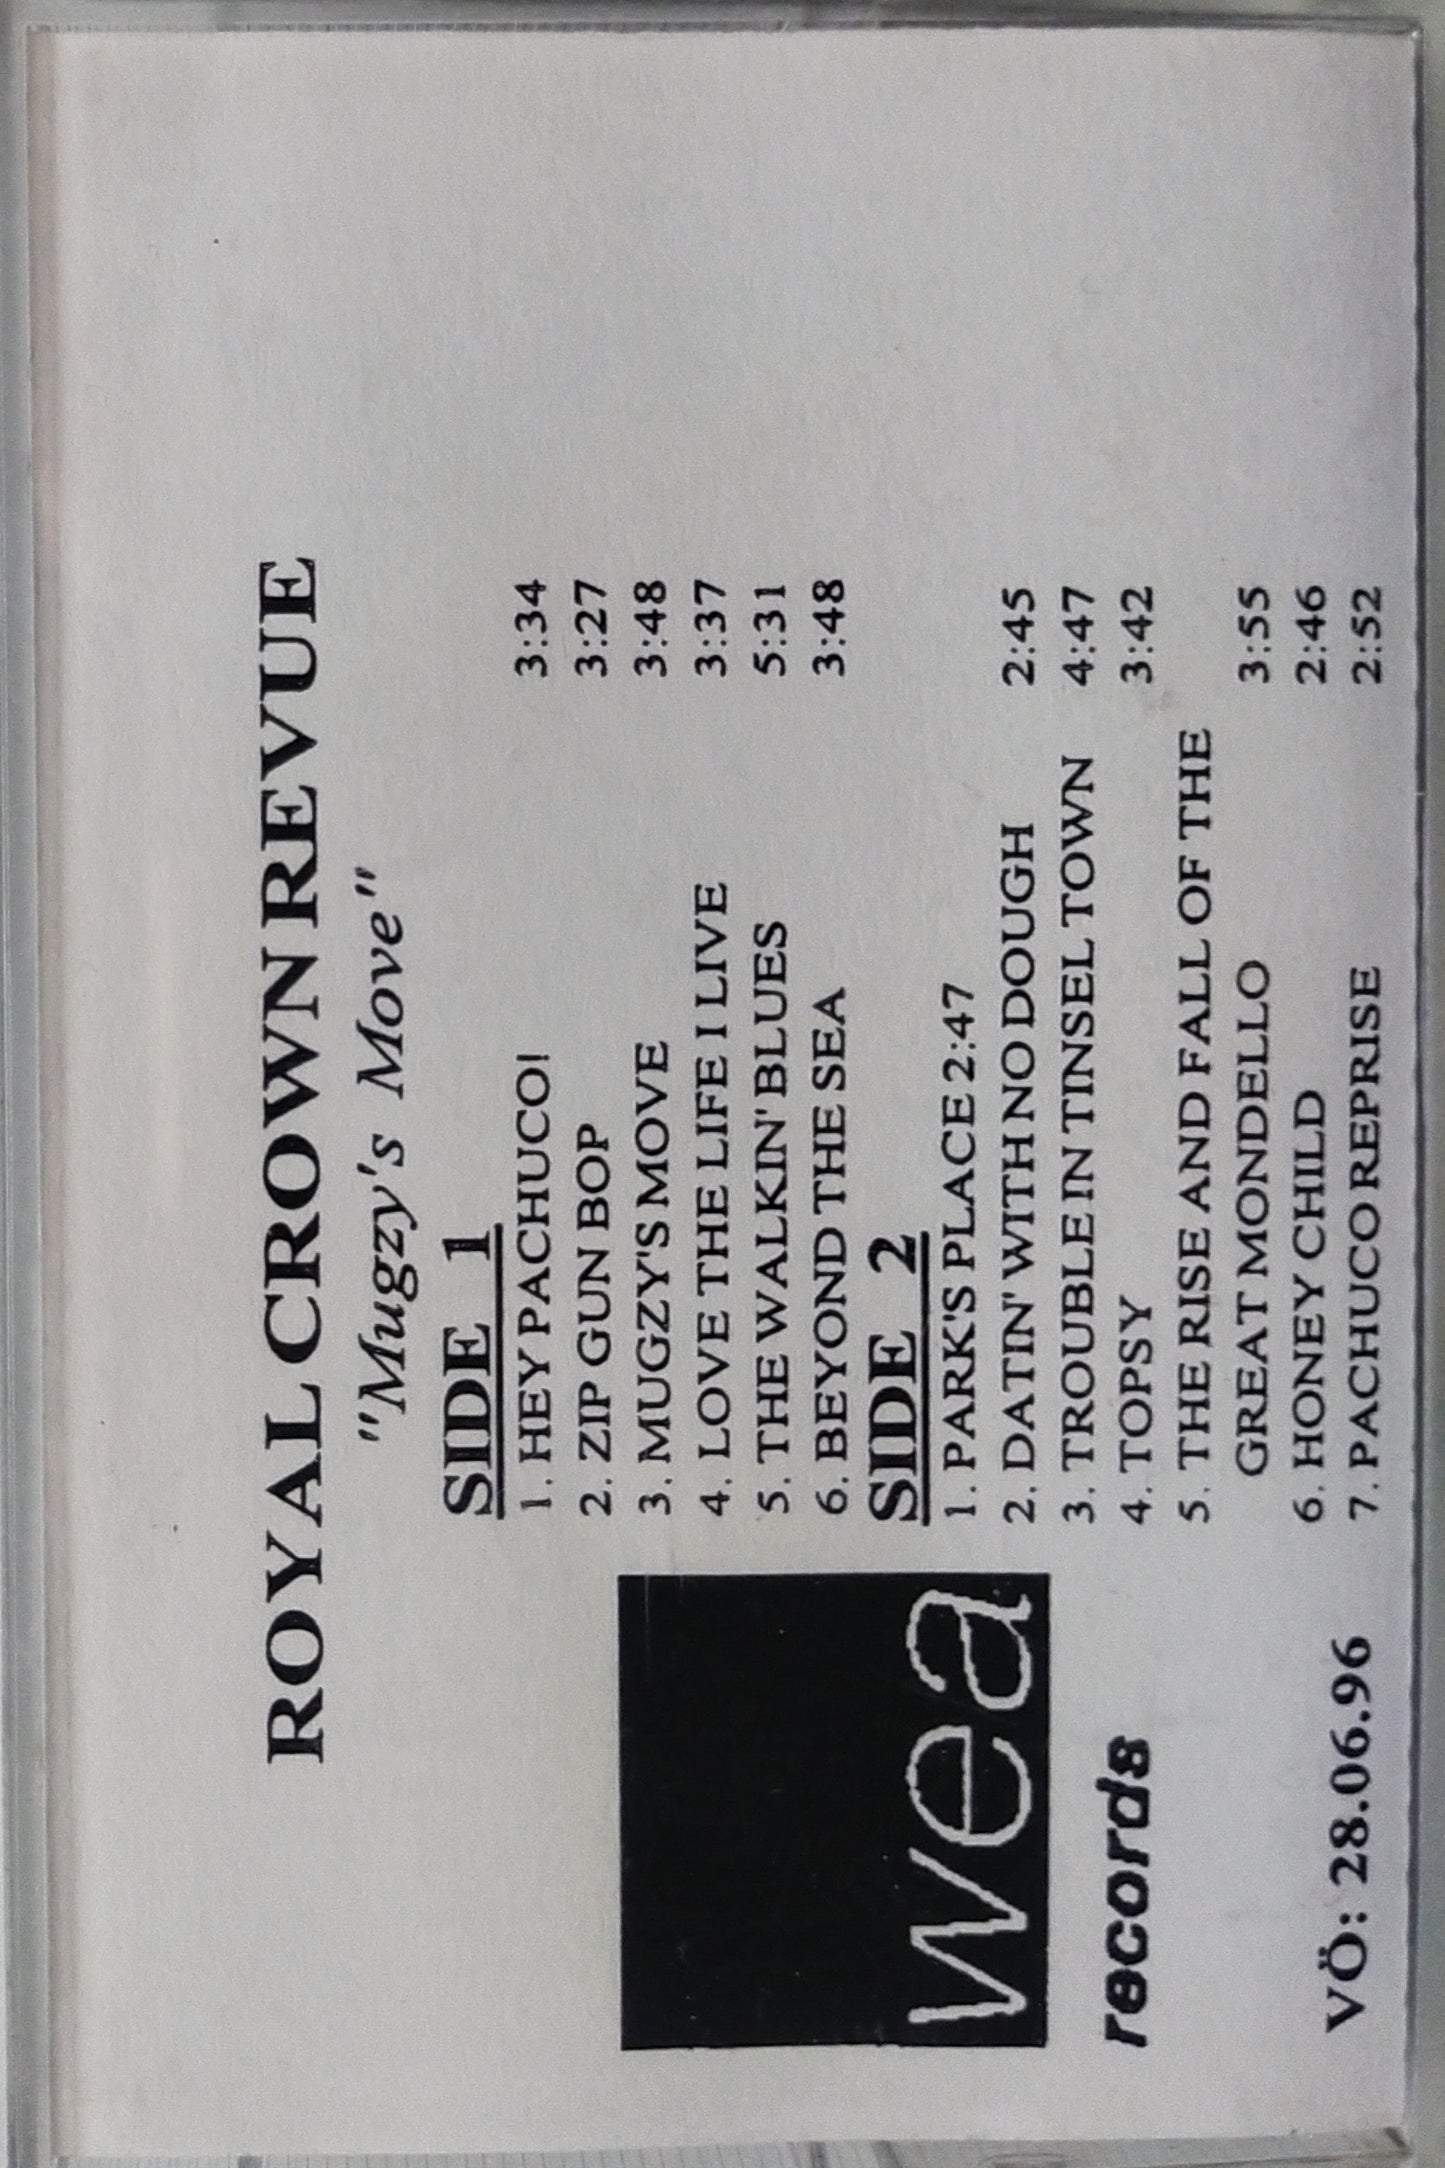 ROYAL CROWN REVUE
"Mugzy's Move"
SIDE 1
1. HEY PACHUCO! 3:34
2. ZIP GUN BOP 3:27
3. MUGZY'S MOVE 3:48
4. LOVE THE LIFE I LIVE 3:37
5. THE WALKIN' BLUES 5:31
6. BEYOND THE SEA 3:48
SIDE 2
1. PARK'S PLACE 2:47
2. DATIN' WITH NO DOUGH 2:45
3. TROUBLE IN TINSEL TOWN 4:47
4. TOPSY 3:42
5. THE RISE AND FALL OF THE
GREAT MONDELLO 3:55
6. HONEY CHILD 2:46
7. PACHUCO REPRISE 2:52
wea
records
VÖ: 28.06.96